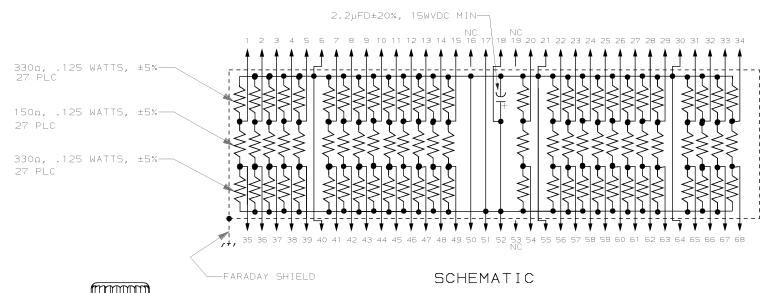 2.2µFD±20%, 15WVDC MIN
NC NC
1 2 3 4 5 6 7 8 9 10 11 12 13 14 15 16 17 18 19 20 21 22 23 24 25 26 27 28 29 30 31 32 33 34
330Ω, .125 WATTS, ±5%
27 PLC
150Ω, .125 WATTS, ±5%
27 PLC
330Ω, .125 WATTS, ±5%
27 PLC
35 36 37 38 39 40 41 42 43 44 45 46 47 48 49 50 51 52 53 54 55 56 57 58 59 60 61 62 63 64 65 66 67 68
NC
FARADAY SHIELD
SCHEMATIC